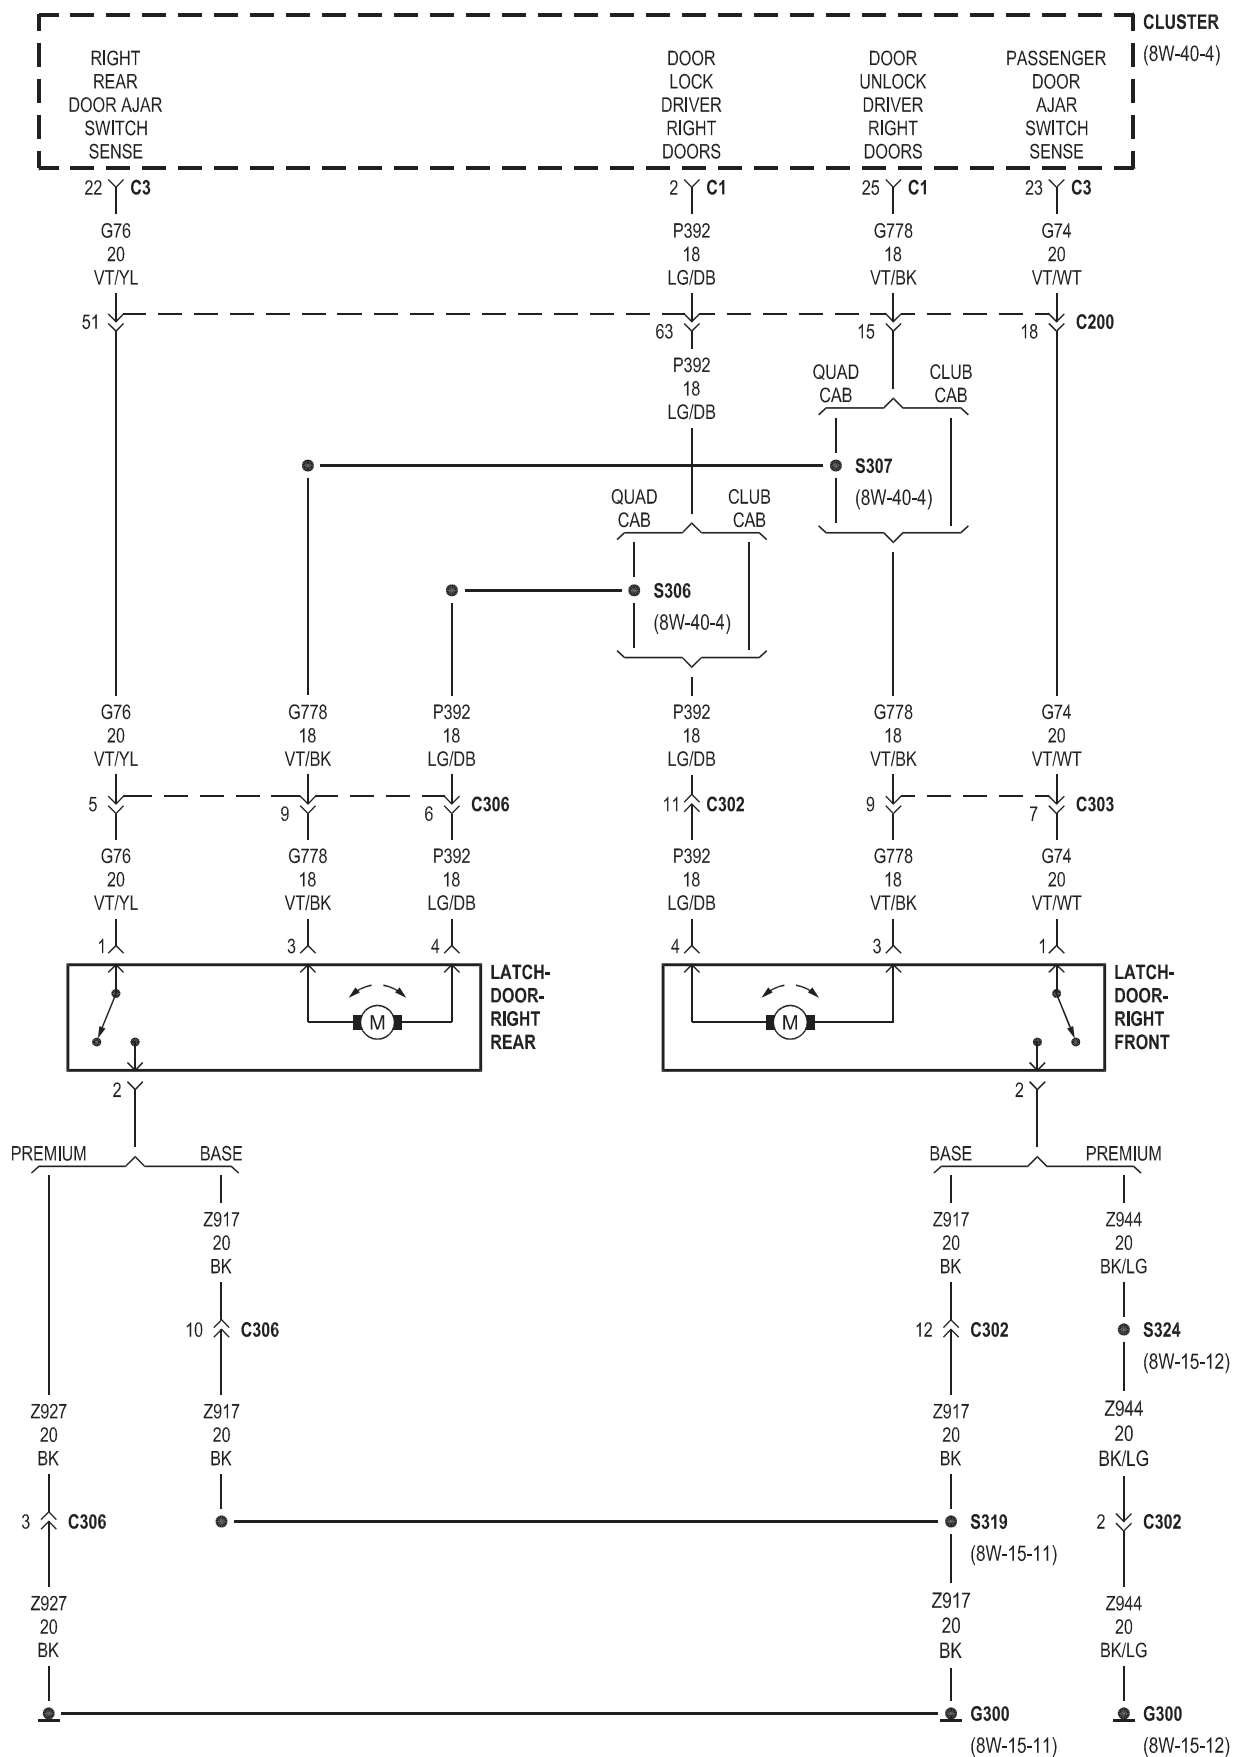 CLUSTER
(8W-40-4)
RIGHT
REAR
DOOR AJAR
SWITCH
SENSE
DOOR
LOCK
DRIVER
RIGHT
DOORS
DOOR
UNLOCK
DRIVER
RIGHT
DOORS
PASSENGER
DOOR
AJAR
SWITCH
SENSE
22 C3
2 C1
25 C1
23 C3
G76
20
VT/YL
P392
18
LG/DB
G778
18
VT/BK
G74
20
VT/WT
51
63
15
18
C200
P392
18
LG/DB
QUAD
CAB
CLUB
CAB
S307
(8W-40-4)
QUAD
CAB
CLUB
CAB
S306
(8W-40-4)
G76
20
VT/YL
G778
18
VT/BK
P392
18
LG/DB
P392
18
LG/DB
G778
18
VT/BK
G74
20
VT/WT
5
9
6
C306
11 C302
9
7
C303
G76
20
VT/YL
G778
18
VT/BK
P392
18
LG/DB
P392
18
LG/DB
G778
18
VT/BK
G74
20
VT/WT
1
3
4
4
3
1
M
LATCH-
DOOR-
RIGHT
REAR
M
LATCH-
DOOR-
RIGHT
FRONT
2
2
PREMIUM
BASE
BASE
PREMIUM
Z917
20
BK
Z917
20
BK
Z944
20
BK/LG
10 C306
12 C302
S324
(8W-15-12)
Z927
20
BK
Z917
20
BK
Z917
20
BK
Z944
20
BK/LG
3 C306
S319
(8W-15-11)
2 C302
Z927
20
BK
Z917
20
BK
Z944
20
BK/LG
G300
(8W-15-11)
G300
(8W-15-12)